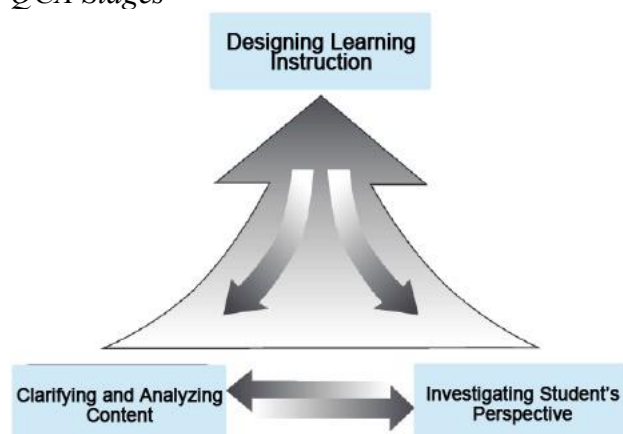 Designing Learning
Instruction
Clarifying and Analyzing
Content
Investigating Student's
Perspective